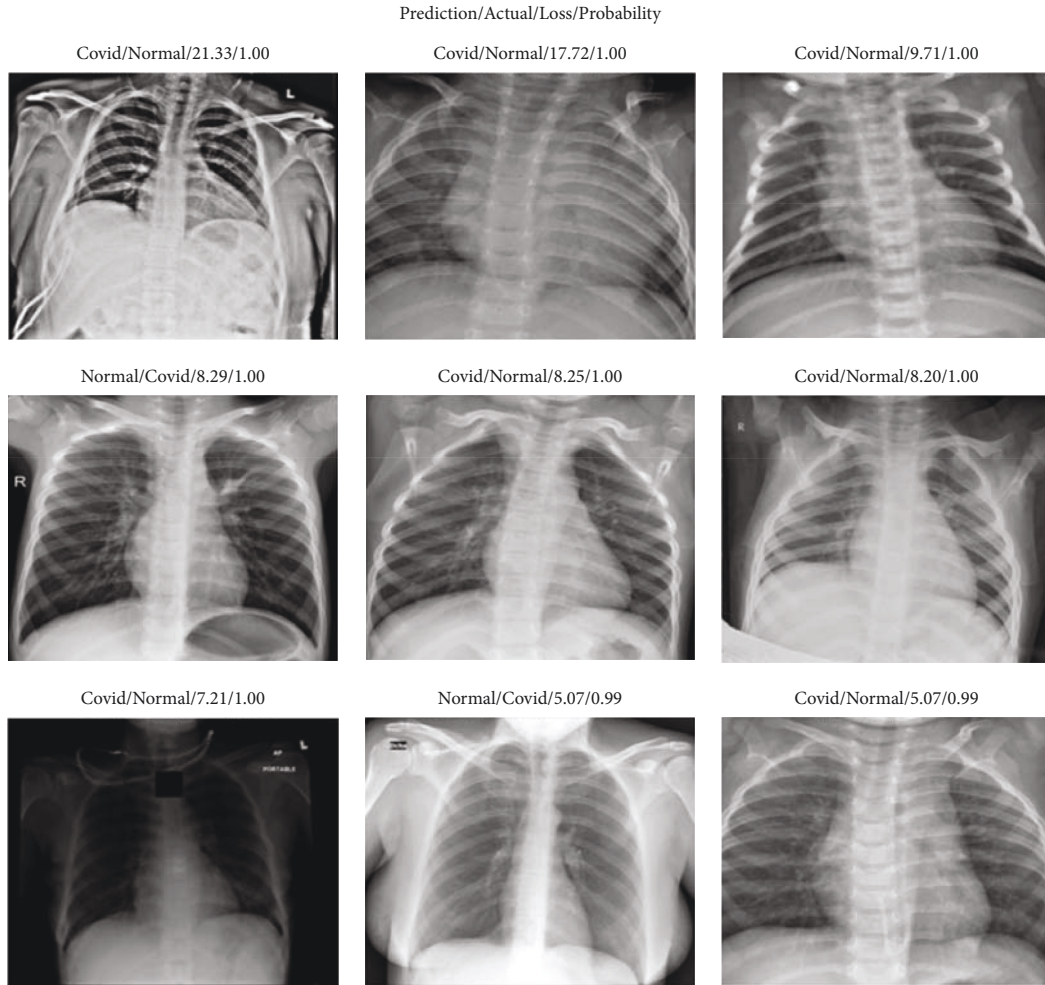 Prediction/Actual/Loss/Probability
Covid/Normal/21.33/1.00
Covid/Normal/17.72/1.00
Covid/Normal/9.71/1.00
L
Normal/Covid/8.29/1.00
Covid/Normal/8.25/1.00
Covid/Normal/8.20/1.00
R
R
Covid/Normal/7.21/1.00
Normal/Covid/5.07/0.99
Covid/Normal/5.07/0.99
L
AP
PORTABLE